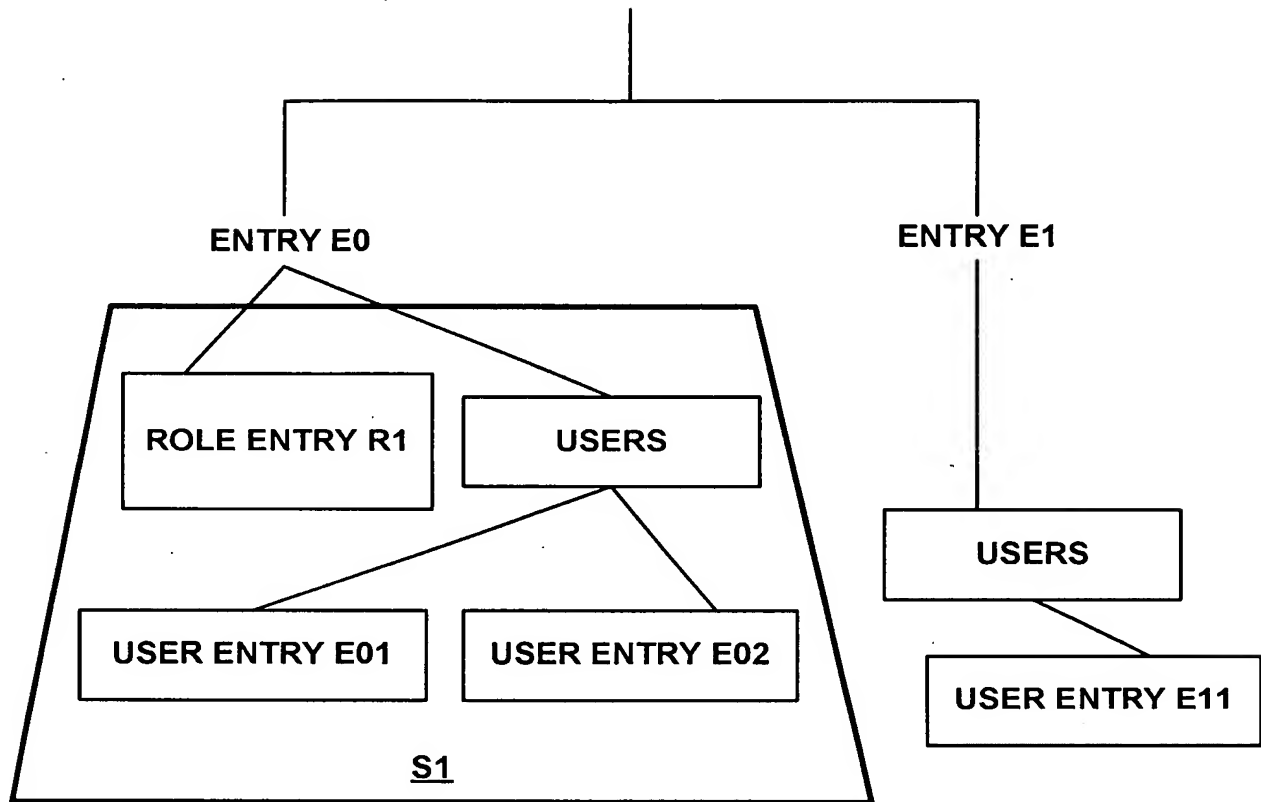 ENTRY E0
ENTRY E1
ROLE ENTRY R1
USERS
USERS
USER ENTRY E01
USER ENTRY E02
USER ENTRY E11
S1